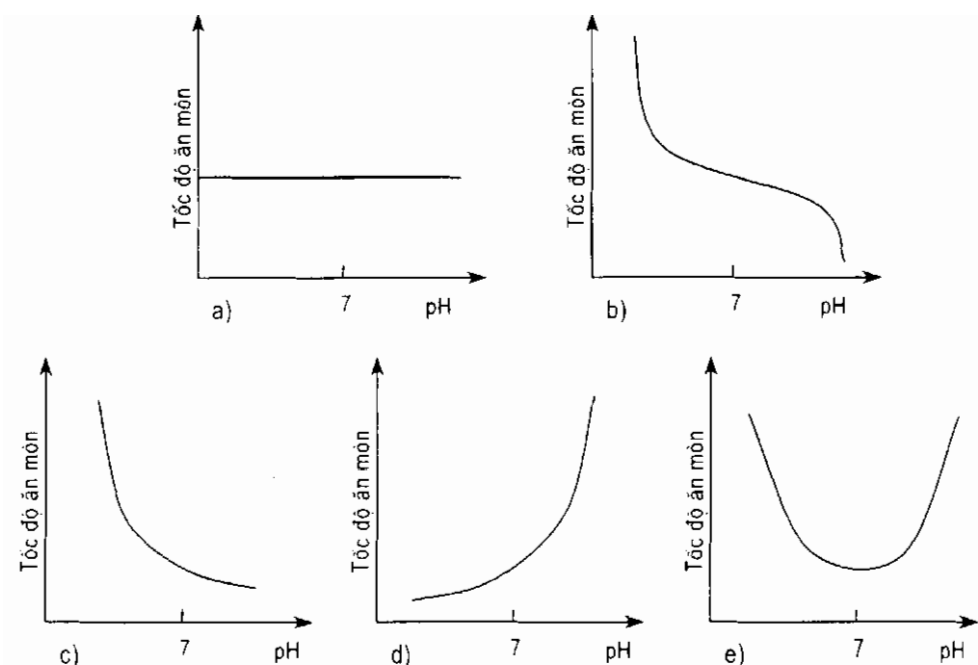 Tốc độ ăn mòn
7
pH
a)
Tốc độ ăn mòn
7
pH
b)
Tốc độ ăn mòn
7
pH
c)
Tốc độ ăn mòn
7
pH
d)
Tốc độ ăn mòn
7
pH
e)